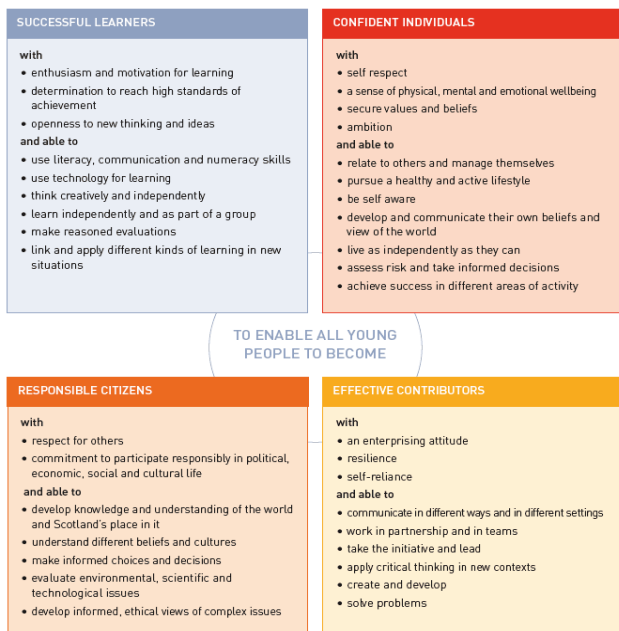 SUCCESSFUL LEARNERS
with
• enthusiasm and motivation for learning
• determination to reach high standards of
achievement
• openness to new thinking and ideas
and able to
• use literacy, communication and numeracy skills
• use technology for learning
• think creatively and independently
• learn independently and as part of a group
• make reasoned evaluations
• link and apply different kinds of learning in new
situations
CONFIDENT INDIVIDUALS
with
• self respect
• a sense of physical, mental and emotional wellbeing
• secure values and beliefs
• ambition
and able to
• relate to others and manage themselves
• pursue a healthy and active lifestyle
• be self aware
• develop and communicate their own beliefs and
view of the world
• live as independently as they can
• assess risk and take informed decisions
• achieve success in different areas of activity
TO ENABLE ALL YOUNG
PEOPLE TO BECOME
RESPONSIBLE CITIZENS
with
• respect for others
• commitment to participate responsibly in political,
economic, social and cultural life
and able to
• develop knowledge and understanding of the world
and Scotland's place in it
• understand different beliefs and cultures
• make informed choices and decisions
• evaluate environmental, scientific and
technological issues
• develop informed, ethical views of complex issues
EFFECTIVE CONTRIBUTORS
with
• an enterprising attitude
• resilience
• self-reliance
and able to
• communicate in different ways and in different settings
• work in partnership and in teams
• take the initiative and lead
• apply critical thinking in new contexts
• create and develop
• solve problems